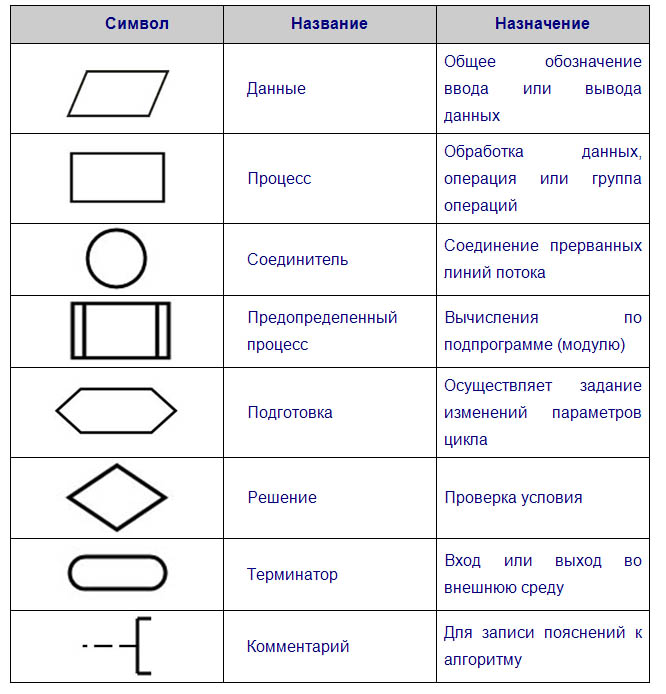 Символ Название Назначение
Данные
Общее обозначение
ввода или вывода
данных
Процесс
Обработка данных,
операция или группа
операций
Соединитель
Соединение прерванных
линий потока
Предопределенный
процесс
Вычисления по
подпрограмме (модулю)
Подготовка
Осуществляет задание
изменений параметров
цикла
Решение
Проверка условия
Терминатор
Вход или выход во
внешнюю среду
Комментарий
Для записи пояснений к
алгоритму